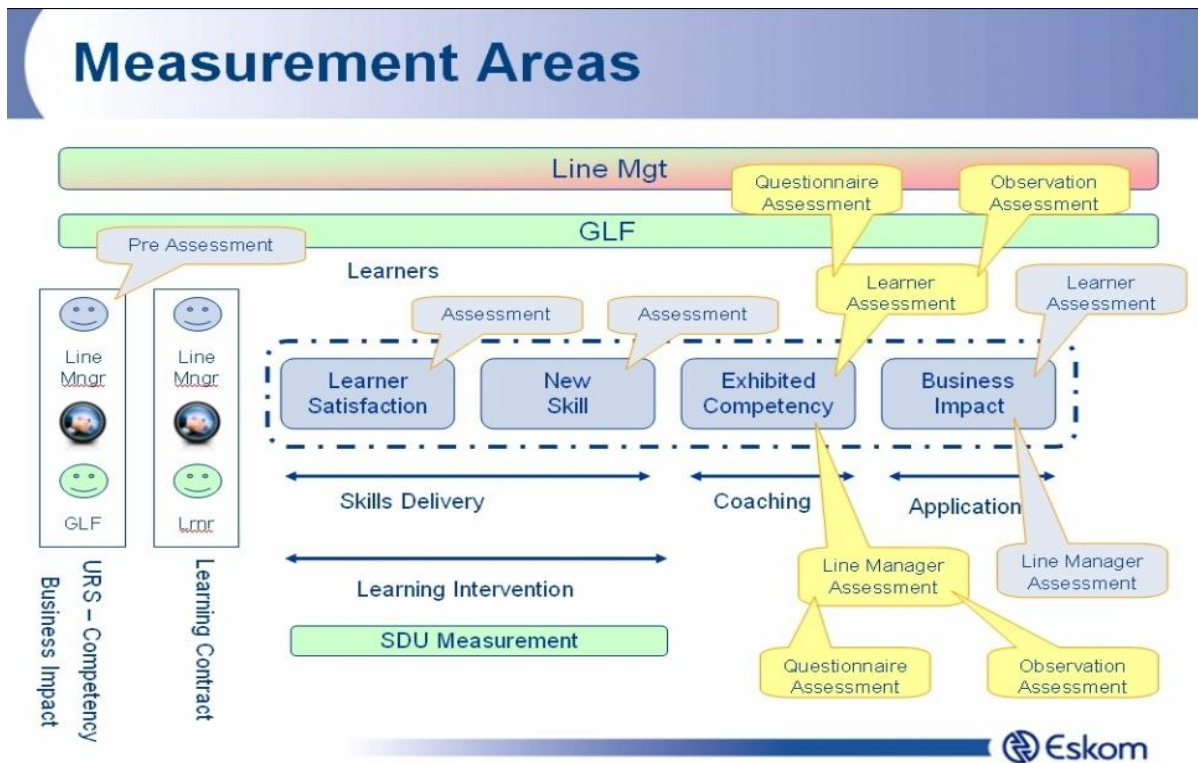 Measurement Areas
Line Mgt
Questionnaire
Assessment
Observation
Assessment
GLF
Pre Assessment
Learners
Learner
Assessment
Learner
Assessment
Assessment
Assessment
Line
Mngr
GLF
Line
Mngr
Lrnr
Learner
Satisfaction
New
Skill
Exhibited
Competency
Business
Impact
Skills Delivery
Coaching
Application
Learning Intervention
Line Manager
Assessment
Line Manager
Assessment
SDU Measurement
Questionnaire
Assessment
Observation
Assessment
URS – Competency
Business Impact
Learning Contract
Eskom